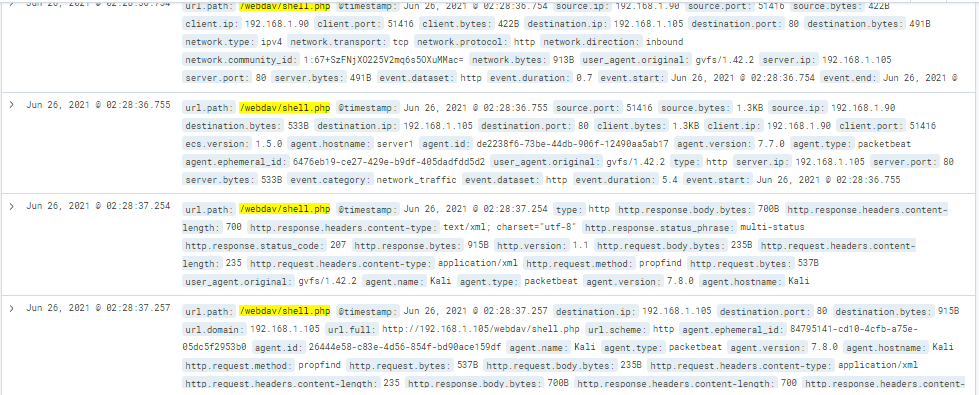 Jun 26, 2021 @ 02:28:36.754 url.path: /webdav/shell.php @timestamp: Jun 26, 2021 @ 02:28:36.754 source.ip: 192.168.1.90 source.port: 51416 source.bytes: 422B
client.ip: 192.168.1.90 client.port: 51416 client.bytes: 422B destination.ip: 192.168.1.105 destination.port: 80 destination.bytes: 491B
network.type: ipv4 network.transport: tcp network.protocol: http network.direction: inbound
network.community_id: 1:67+SzFNjXO225V2mq6s5OXuMMac= network.bytes: 913B user_agent.original: gvfs/1.42.2 server.ip: 192.168.1.105
server.port: 80 server.bytes: 491B event.dataset: http event.duration: 0.7 event.start: Jun 26, 2021 @ 02:28:36.754 event.end: Jun 26, 2021 @
Jun 26, 2021 @ 02:28:36.755 url.path: /webdav/shell.php @timestamp: Jun 26, 2021 @ 02:28:36.755 source.port: 51416 source.bytes: 1.3KB source.ip: 192.168.1.90
destination.bytes: 533B destination.ip: 192.168.1.105 destination.port: 80 client.bytes: 1.3KB client.ip: 192.168.1.90 client.port: 51416
ecs.version: 1.5.0 agent.hostname: server1 agent.id: de2238f6-73be-44db-906f-12490aa5ab17 agent.version: 7.7.0 agent.type: packetbeat
agent.ephemeral_id: 6476eb19-ce27-429e-b9df-405dadfdd5d2 user_agent.original: gvfs/1.42.2 type: http server.ip: 192.168.1.105 server.port: 80
server.bytes: 533B event.category: network_traffic event.dataset: http event.duration: 5.4 event.start: Jun 26, 2021 @ 02:28:36.755
Jun 26, 2021 @ 02:28:37.254 url.path: /webdav/shell.php @timestamp: Jun 26, 2021 @ 02:28:37.254 type: http http.response.body.bytes: 700B http.response.headers.content-
length: 700 http.response.headers.content-type: text/xml; charset="utf-8" http.response.status_phrase: multi-status
http.response.status_code: 207 http.response.bytes: 915B http.version: 1.1 http.request.body.bytes: 235B http.request.headers.content-
length: 235 http.request.headers.content-type: application/xml http.request.method: propfind http.request.bytes: 537B
user_agent.original: gvfs/1.42.2 agent.name: Kali agent.type: packetbeat agent.version: 7.8.0 agent.hostname: Kali
Jun 26, 2021 @ 02:28:37.257 url.path: /webdav/shell.php @timestamp: Jun 26, 2021 @ 02:28:37.257 destination.ip: 192.168.1.105 destination.port: 80 destination.bytes: 915B
url.domain: 192.168.1.105 url.full: http://192.168.1.105/webdav/shell.php url.scheme: http agent.ephemeral_id: 84795141-cd10-4cfb-a75e-
05dc5f2953b0 agent.id: 26444e58-c83e-4d56-854f-bd90ace159df agent.name: Kali agent.type: packetbeat agent.version: 7.8.0 agent.hostname: Kali
http.request.method: propfind http.request.bytes: 537B http.request.body.bytes: 235B http.request.headers.content-type: application/xml
http.request.headers.content-length: 235 http.response.body.bytes: 700B http.response.headers.content-length: 700 http.response.headers.content-